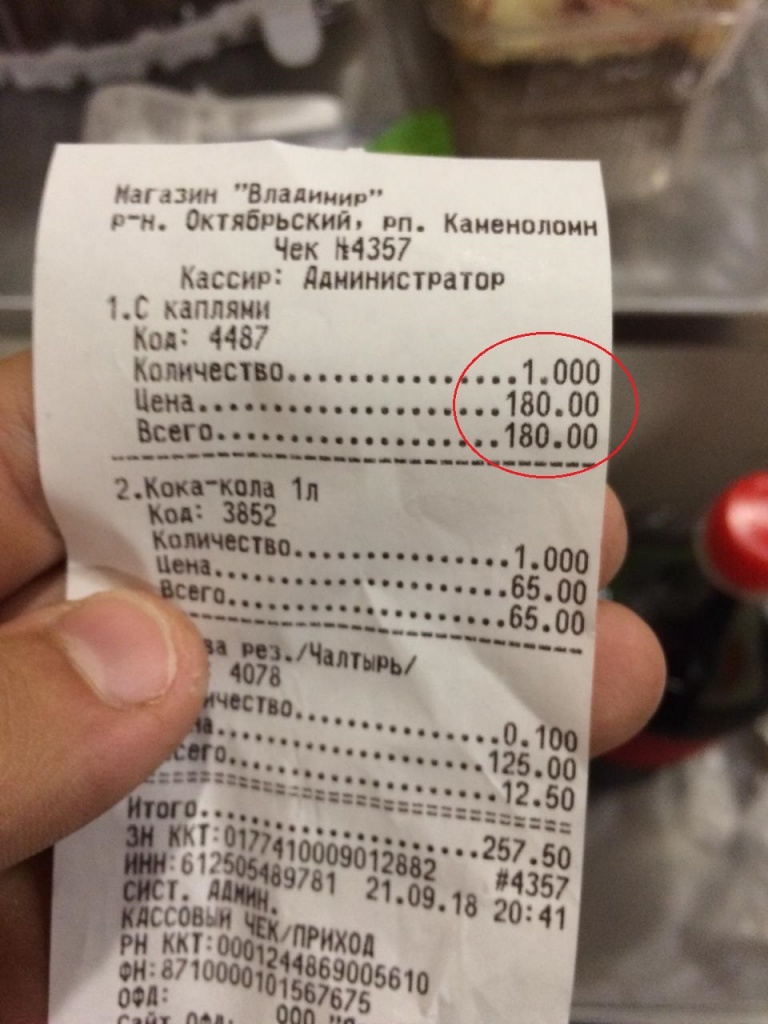 Магазин "Владимир"
р-н. Октябрьский, рп. Каменоломн
Чек №4357
Кассир: Администратор
1.С каплями
Код: 4487
Количество................1.000
Цена......................180.00
Всего.....................180.00
2.Кока-кола 1л
Код: 3852
Количество................1.000
Цена......................65.00
Всего.....................65.00
ва рез./Чалтырь/
4078
ичество................0.100
на......................125.00
сего.....................12.50
Итого.....................257.50
ЗН ККТ:0177410009012882 #4357
ИНН:612505489781 21.09.18 20:41
СИСТ. АДМИН.
КАССОВЫЙ ЧЕК/ПРИХОД
РН ККТ:0001244869005610
ФН:8710000101567675
ОФД: ООО "Я
Сайт ОФД: